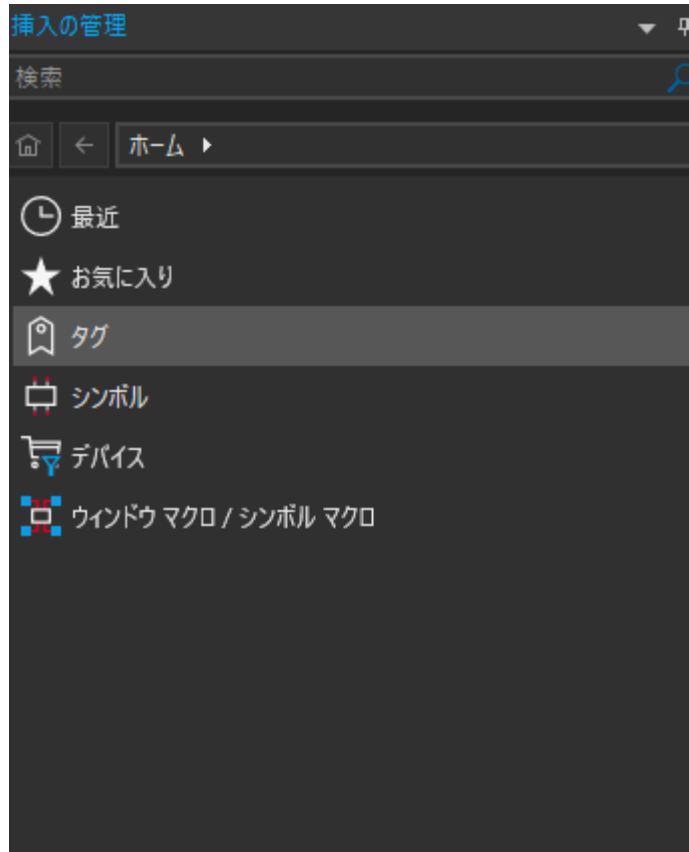 挿入の管理
検索
ホーム
最近
お気に入り
タグ
シンボル
デバイス
ウィンドウ マクロ / シンボル マクロ